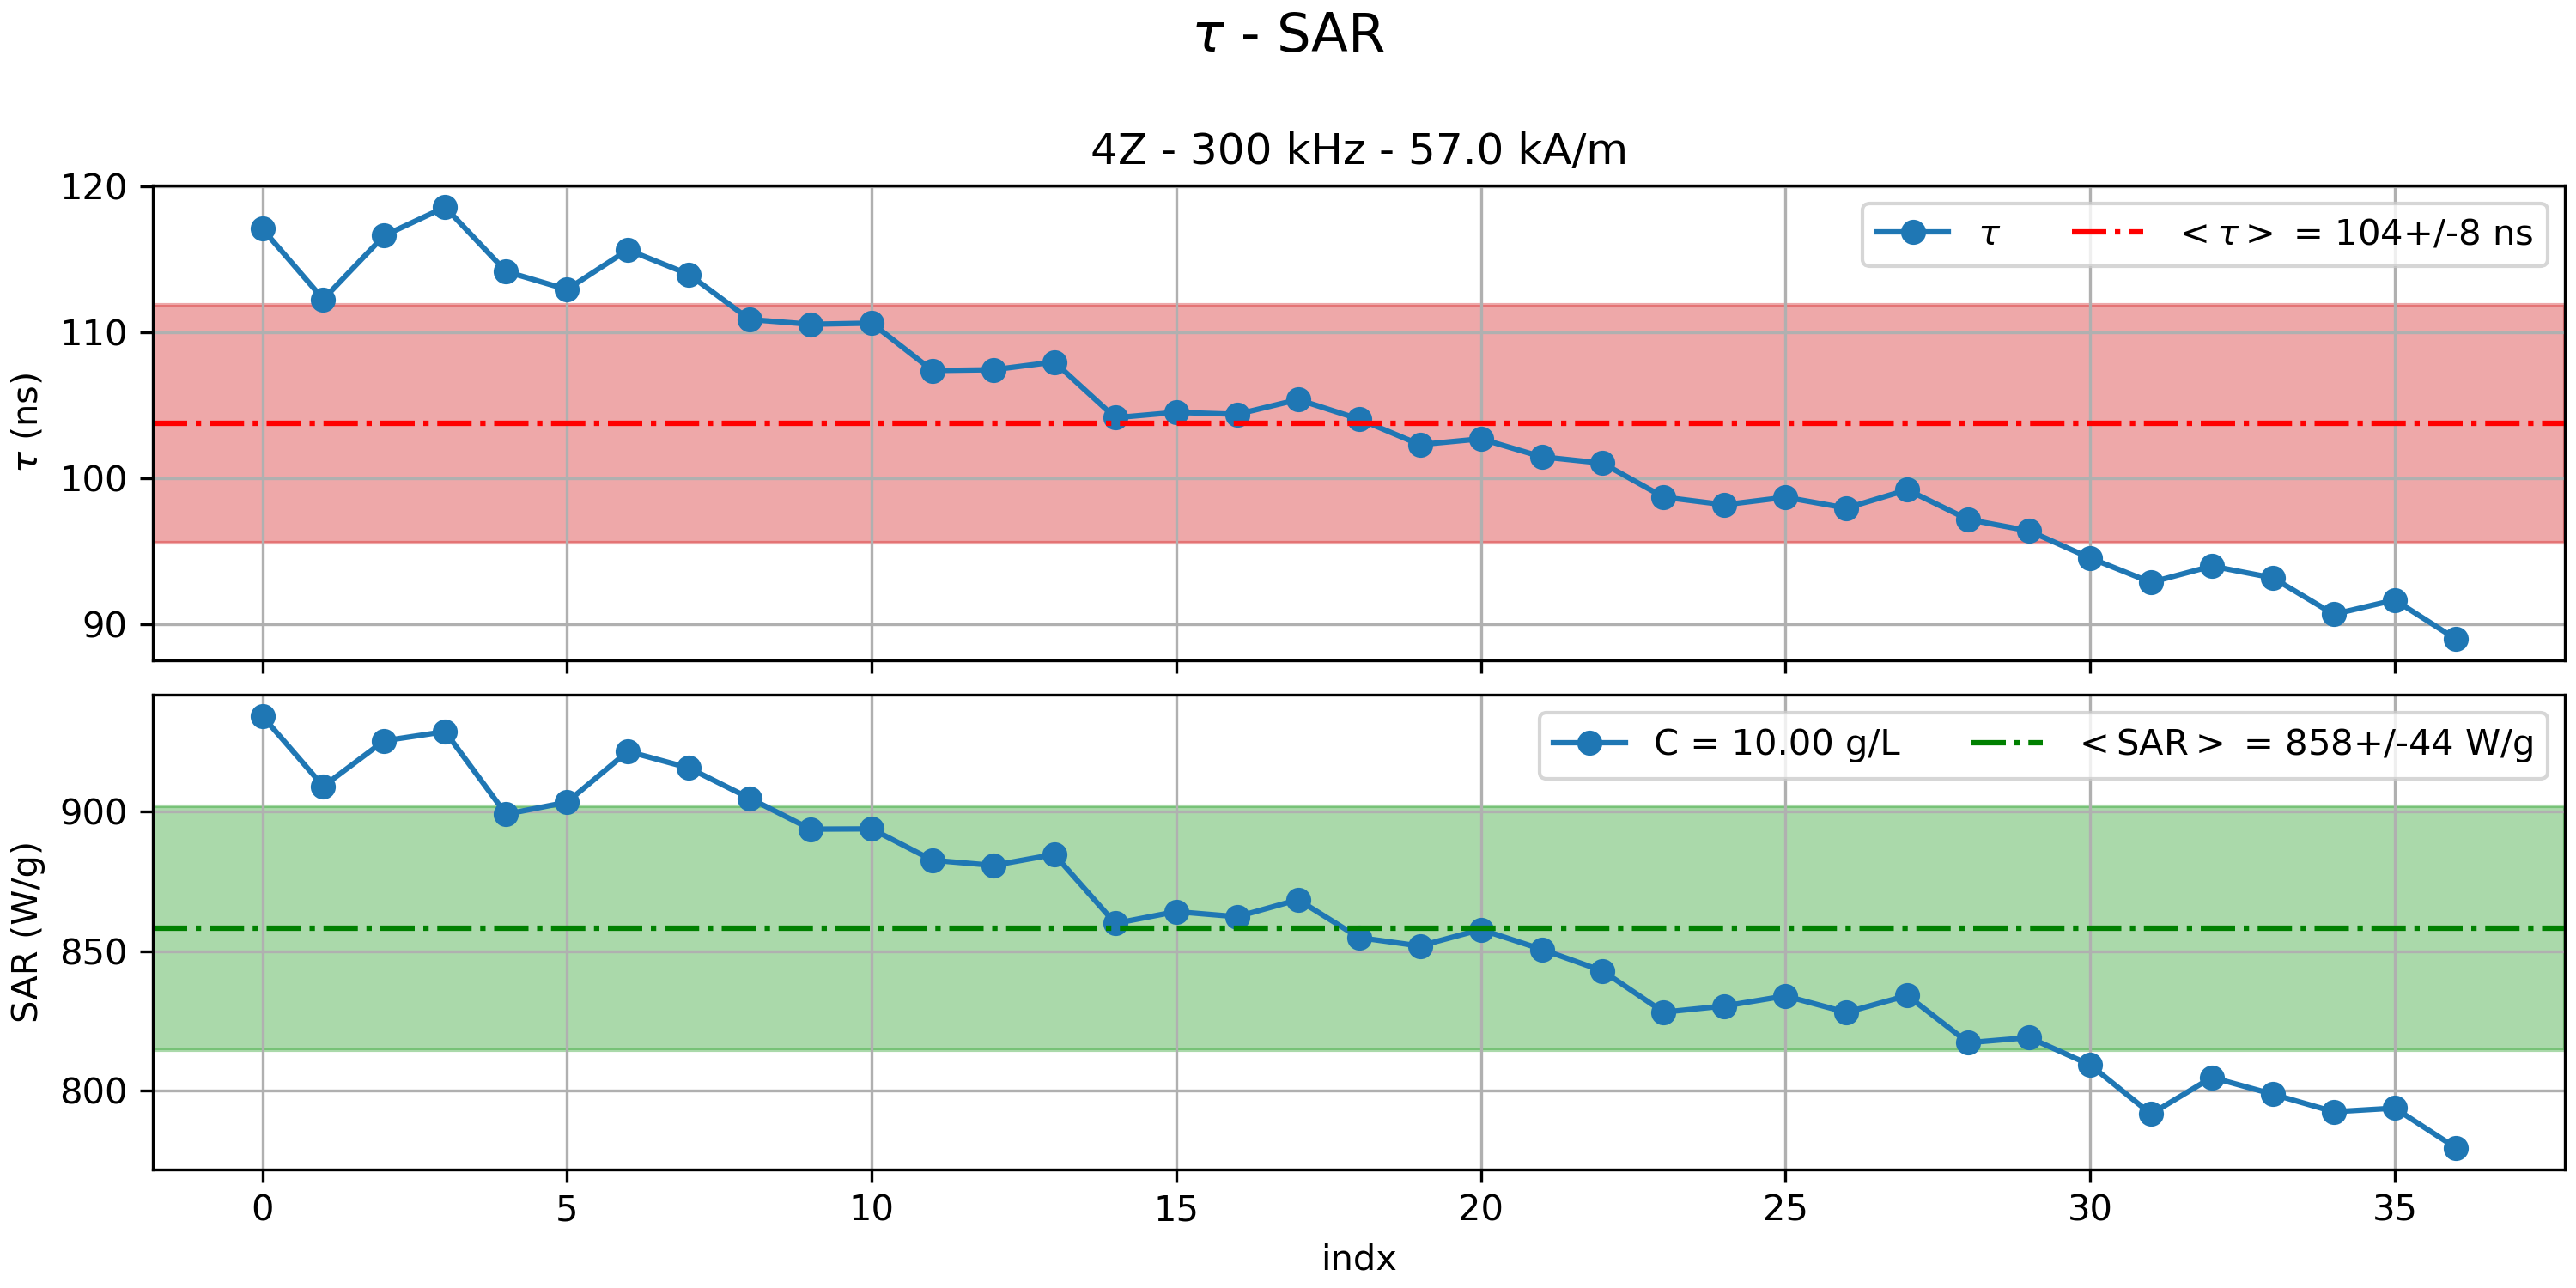 τ - SAR
4Z - 300 kHz - 57.0 kA/m
120
110
100
90
τ (ns)
τ
<τ> = 104+/-8 ns
900
850
800
SAR (W/g)
C = 10.00 g/L
<SAR> = 858+/-44 W/g
0 5 10 15 20 25 30 35
indx